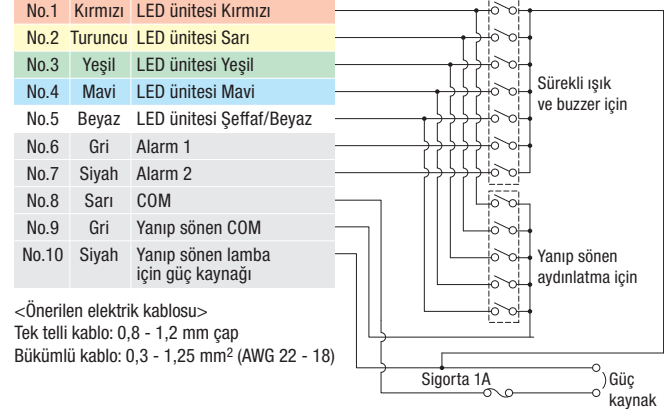 No.1 Kırmızı LED ünitesi Kırmızı
No.2 Turuncu LED ünitesi Sarı
No.3 Yeşil LED ünitesi Yeşil
No.4 Mavi LED ünitesi Mavi
No.5 Beyaz LED ünitesi Şeffaf/Beyaz
No.6 Gri Alarm 1
No.7 Siyah Alarm 2
No.8 Sarı COM
No.9 Gri Yanıp sönen COM
No.10 Siyah Yanıp sönen lamba
için güç kaynağı
<Önerilen elektrik kablosu>
Tek telli kablo: 0,8 - 1,2 mm çap
Bükümlü kablo: 0,3 - 1,25 mm² (AWG 22 - 18)
Sürekli ışık
ve buzzer için
Yanıp sönen
aydınlatma için
Sigorta 1A
Güç
kaynak